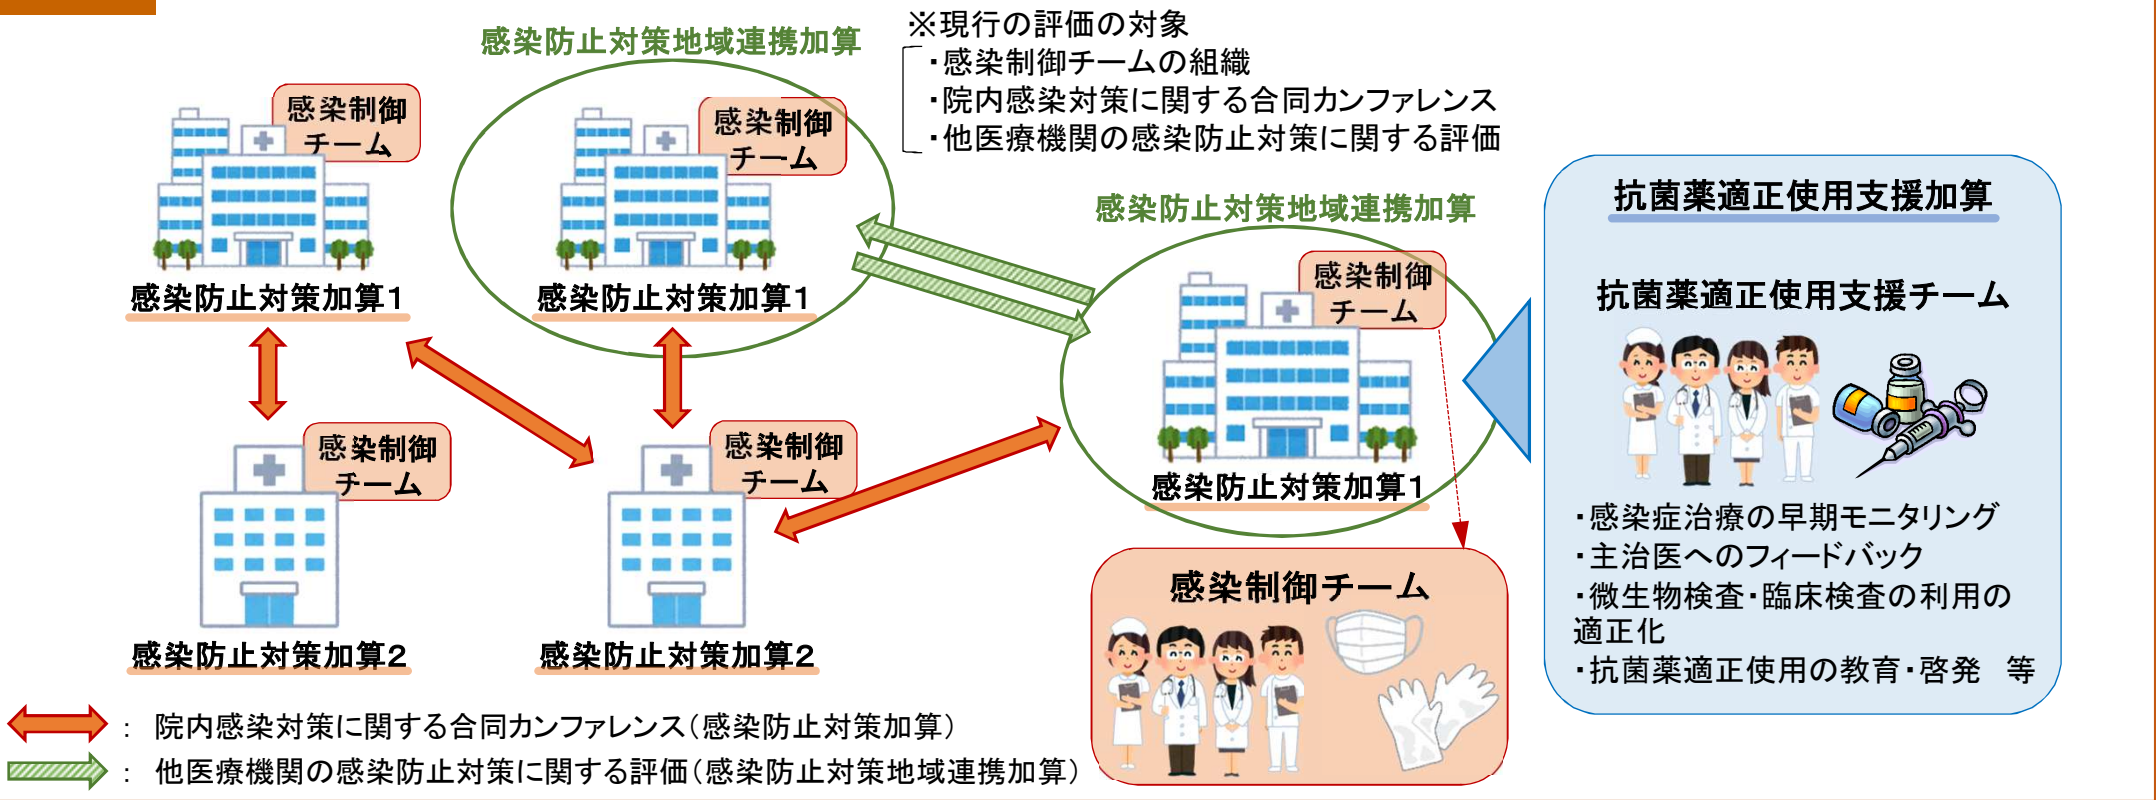 感染防止対策地域連携加算
※現行の評価の対象
・感染制御チームの組織
・院内感染対策に関する合同カンファレンス
・他医療機関の感染防止対策に関する評価
感染制御
チーム
感染防止対策加算1
感染制御
チーム
感染防止対策加算1
感染防止対策地域連携加算
感染制御
チーム
感染防止対策加算1
感染制御
チーム
感染防止対策加算2
感染制御
チーム
感染防止対策加算2
感染制御チーム
抗菌薬適正使用支援加算
抗菌薬適正使用支援チーム
・感染症治療の早期モニタリング
・主治医へのフィードバック
・微生物検査・臨床検査の利用の
適正化
・抗菌薬適正使用の教育・啓発　等
： 院内感染対策に関する合同カンファレンス（感染防止対策加算）
： 他医療機関の感染防止対策に関する評価（感染防止対策地域連携加算）